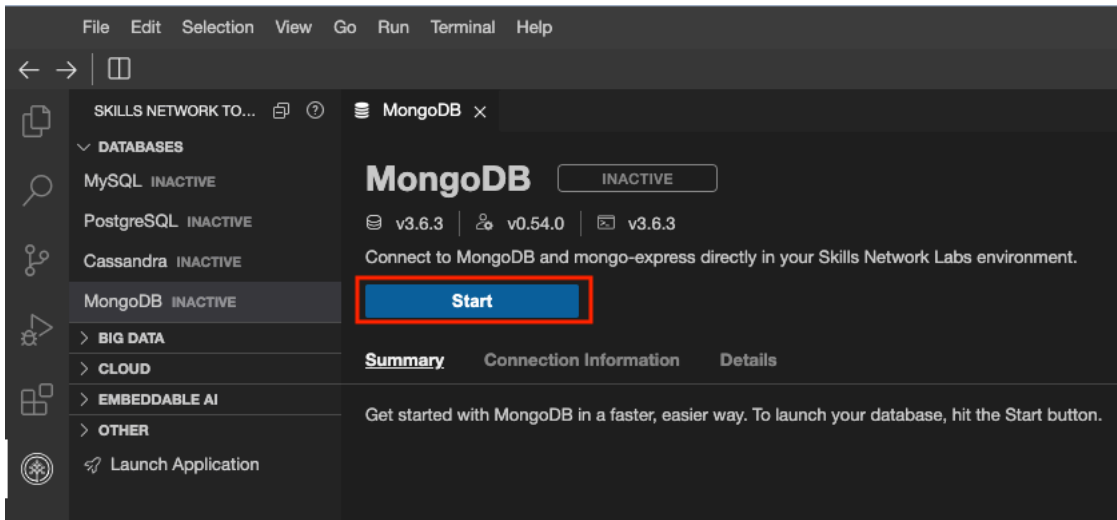 File Edit Selection View Go Run Terminal Help
SKILLS NETWORK TO...
MongoDB
DATABASES
MySQL INACTIVE
PostgreSQL INACTIVE
Cassandra INACTIVE
MongoDB INACTIVE
BIG DATA
CLOUD
EMBEDDABLE AI
OTHER
Launch Application
MongoDB INACTIVE
v3.6.3 v0.54.0 v3.6.3
Connect to MongoDB and mongo-express directly in your Skills Network Labs environment.
Start
Summary Connection Information Details
Get started with MongoDB in a faster, easier way. To launch your database, hit the Start button.